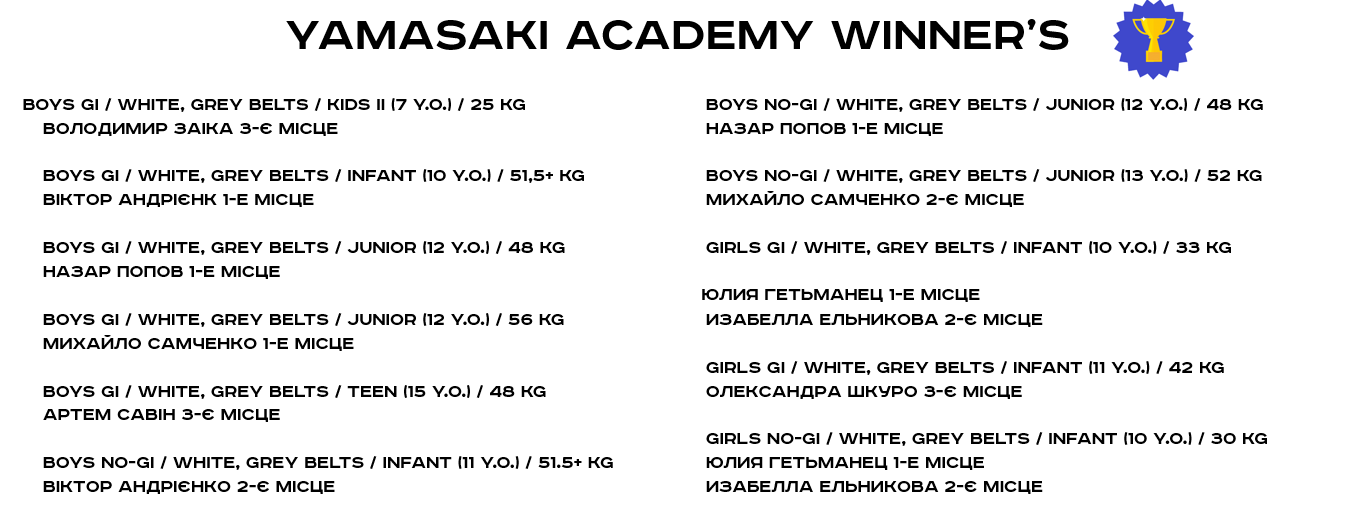 YAMASAKI ACADEMY WINNER'S
BOYS GI / WHITE, GREY BELTS / KIDS II (7 Y.O.) / 25 KG
ВОЛОДИМИР ЗАІКА 3-Є МІСЦЕ
BOYS GI / WHITE, GREY BELTS / INFANT (10 Y.O.) / 51,5+ KG
ВІКТОР АНДРІЄНК 1-Е МІСЦЕ
BOYS GI / WHITE, GREY BELTS / JUNIOR (12 Y.O.) / 48 KG
НАЗАР ПОПОВ 1-Е МІСЦЕ
BOYS GI / WHITE, GREY BELTS / JUNIOR (12 Y.O.) / 56 KG
МИХАЙЛО САМЧЕНКО 1-Е МІСЦЕ
BOYS GI / WHITE, GREY BELTS / TEEN (15 Y.O.) / 48 KG
АРТЕМ САВІН 3-Є МІСЦЕ
BOYS NO-GI / WHITE, GREY BELTS / INFANT (11 Y.O.) / 51.5+ KG
ВІКТОР АНДРІЄНКО 2-Є МІСЦЕ
BOYS NO-GI / WHITE, GREY BELTS / JUNIOR (12 Y.O.) / 48 KG
НАЗАР ПОПОВ 1-Е МІСЦЕ
BOYS NO-GI / WHITE, GREY BELTS / JUNIOR (13 Y.O.) / 52 KG
МИХАЙЛО САМЧЕНКО 2-Є МІСЦЕ
GIRLS GI / WHITE, GREY BELTS / INFANT (10 Y.O.) / 33 KG
ЮЛИЯ ГЕТЬМАНЕЦ 1-Е МІСЦЕ
ИЗАБЕЛЛА ЕЛЬНИКОВА 2-Є МІСЦЕ
GIRLS GI / WHITE, GREY BELTS / INFANT (11 Y.O.) / 42 KG
ОЛЕКСАНДРА ШКУРО 3-Є МІСЦЕ
GIRLS NO-GI / WHITE, GREY BELTS / INFANT (10 Y.O.) / 30 KG
ЮЛИЯ ГЕТЬМАНЕЦ 1-Е МІСЦЕ
ИЗАБЕЛЛА ЕЛЬНИКОВА 2-Є МІСЦЕ